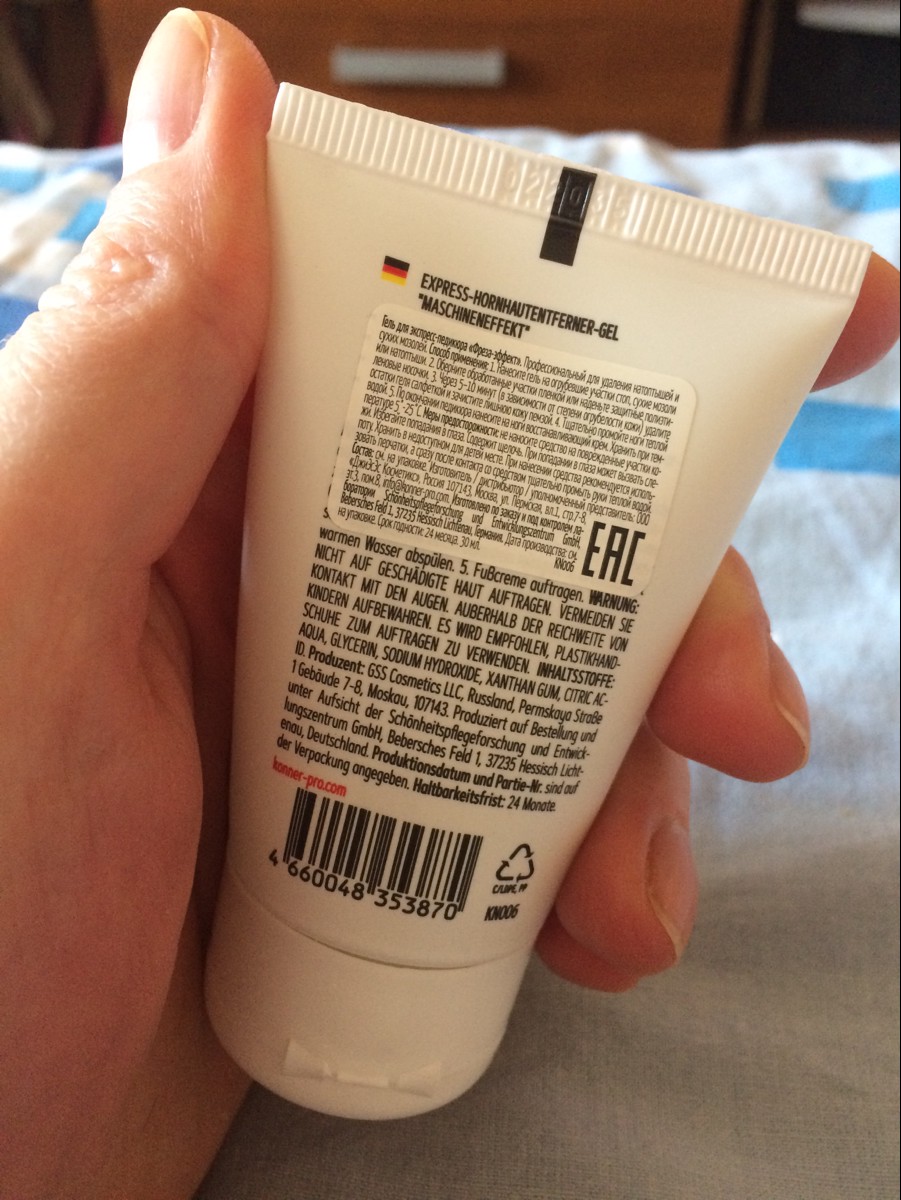 EXPRESS-HORNHAUTENTFERNER-GEL
"MASCHINENEFFEKT"
Гель для экспресс-педикюра «Фреза-эффект». Профессиональный для удаления натоптышей и
сухих мозолей. Способ применения: 1. Нанесите гель на огрубевшие участки стоп, сухие мозоли
или натоптыши. 2. Оберните обработанные участки пленкой или наденьте защитные полиэти-
леновые носочки. 3. Через 5-10 минут (в зависимости от степени огрубелости кожи) удалите
остатки геля салфеткой и зачистите лишнюю кожу пемзой. 4. Тщательно промойте ноги теплой
водой. 5. По окончании педикюра нанесите на ноги восстанавливающий крем. Хранить при тем-
пературе 5°-25°С. Меры предосторожности: не наносите средство на поврежденные участки ко-
жи. Избегайте попадания в глаза. Содержит щелочь. При попадании в глаза может вызвать сле-
поту. Хранить в недоступном для детей месте. При нанесении средства рекомендуется исполь-
зовать перчатки, а сразу после контакта со средством тщательно промыть руки теплой водой.
Состав: см. на упаковке. Изготовитель / дистрибьютор / уполномоченный представитель: ООО
«ДжиЭсЭс Косметикс», Россия 107143, Москва, ул. Пермская, вл.1, стр.7-8,
эт.3, пом.8, info@konner-pro.com. Изготовлено по заказу и под контролем ла-
боратории Schönheitspflegeforschung und Entwicklungszentrum GmbH,
Bebersches Feld 1, 37235 Hessisch Lichtenau, Германия. Дата производства: см.
на упаковке. Срок годности: 24 месяца. 30 мл. KN006
EAC
warmen Wasser abspülen. 5. Fußcreme auftragen. WARNUNG:
NICHT AUF GESCHÄDIGTE HAUT AUFTRAGEN. VERMEIDEN SIE
KONTAKT MIT DEN AUGEN. AUßERHALB DER REICHWEITE VON
KINDERN AUFBEWAHREN. ES WIRD EMPFOHLEN, PLASTIKHAND-
SCHUHE ZUM AUFTRAGEN ZU VERWENDEN. INHALTSSTOFFE:
AQUA, GLYCERIN, SODIUM HYDROXIDE, XANTHAN GUM, CITRIC AC-
ID. Produzent: GSS Cosmetics LLC, Russland, Permskaya Straße
1 Gebäude 7-8, Moskau, 107143. Produziert auf Bestellung und
unter Aufsicht der Schönheitspflegeforschung und Entwick-
lungszentrum GmbH, Bebersches Feld 1, 37235 Hessisch Licht-
enau, Deutschland. Produktionsdatum und Partie-Nr. sind auf
der Verpackung angegeben. Haltbarkeitsfrist: 24 Monate.
konner-pro.com
4 660048 353870
C/LDPE, PP
KN006